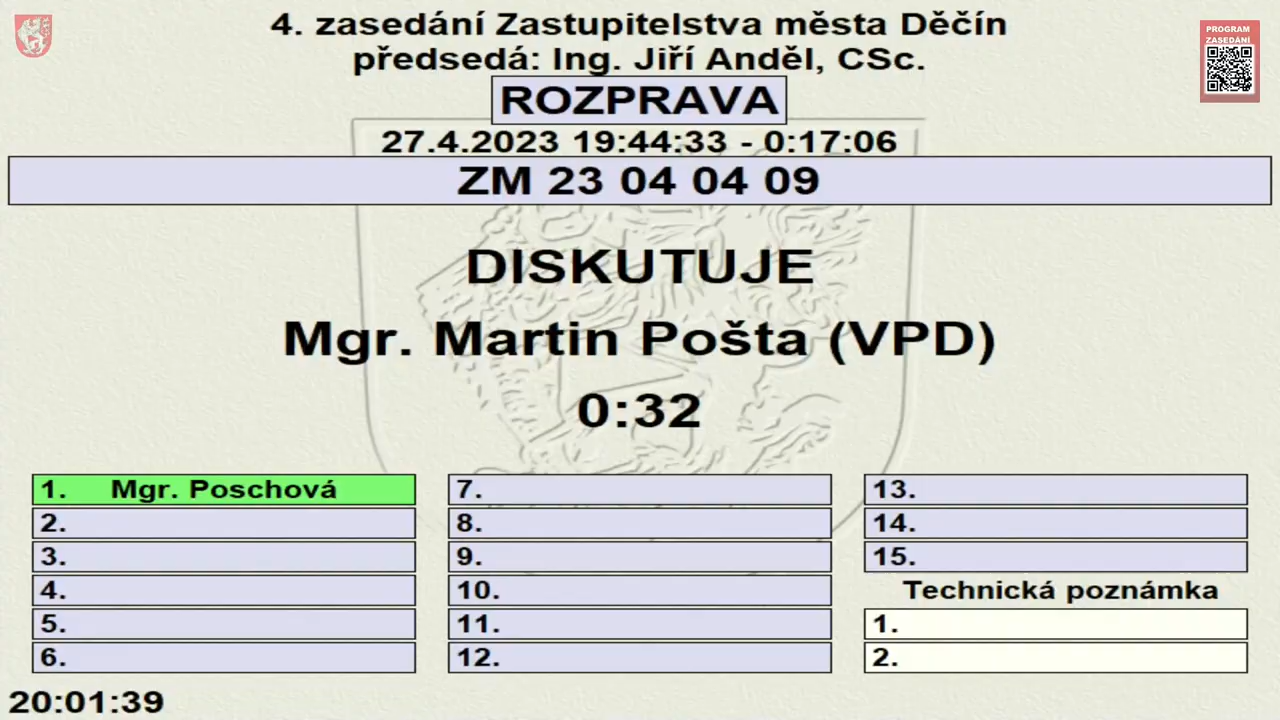 4. zasedání Zastupitelstva města Děčín
předsedá: Ing. Jiří Anděl, CSc.
PROGRAM
ZASEDÁNÍ
ROZPRAVA
27.4.2023 19:44:33 - 0:17:06
ZM 23 04 04 09
DISKUTUJE
Mgr. Martin Pošta (VPD)
0:32
1. Mgr. Poschová
2.
3.
4.
5.
6.
7.
8.
9.
10.
11.
12.
13.
14.
15.
Technická poznámka
1.
2.
20:01:39